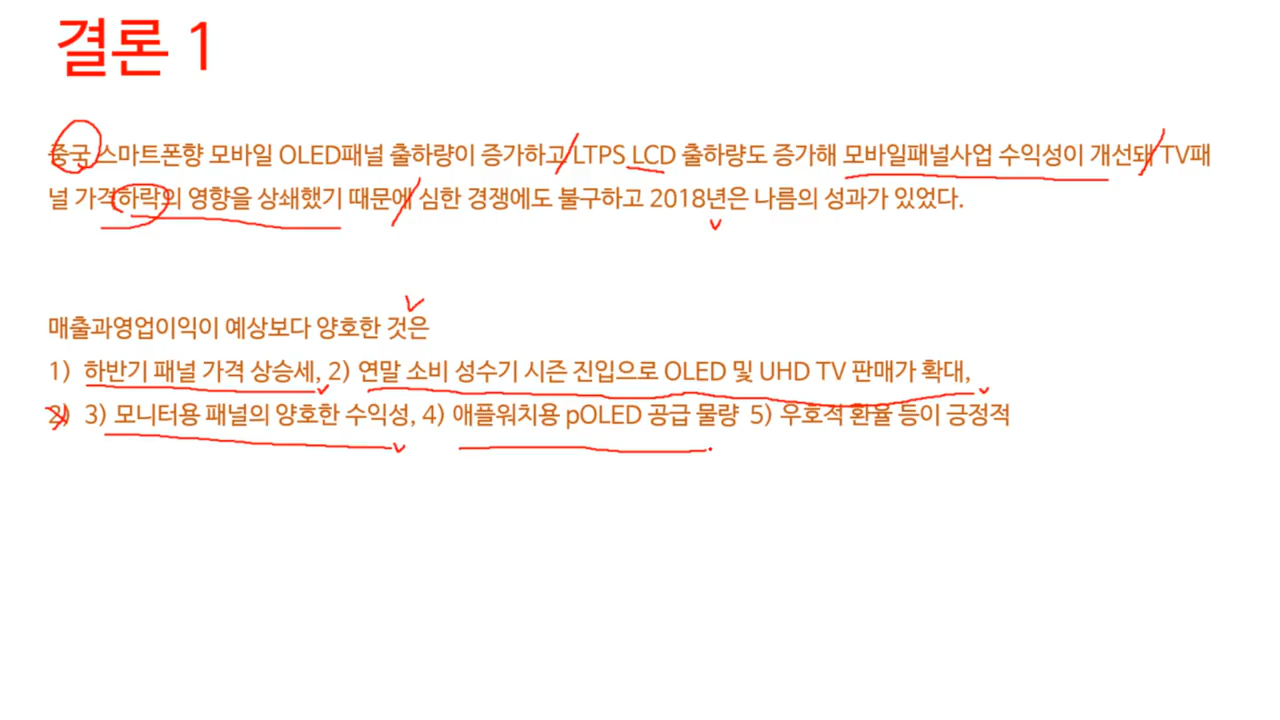 결론 1
중국 스마트폰향 모바일 OLED패널 출하량이 증가하고 LTPS LCD 출하량도 증가해 모바일패널사업 수익성이 개선돼 TV패
널 가격하락의 영향을 상쇄했기 때문에 심한 경쟁에도 불구하고 2018년은 나름의 성과가 있었다.
매출과영업이익이 예상보다 양호한 것은
1) 하반기 패널 가격 상승세, 2) 연말 소비 성수기 시즌 진입으로 OLED 및 UHD TV 판매가 확대,
2) 3) 모니터용 패널의 양호한 수익성, 4) 애플워치용 pOLED 공급 물량 5) 우호적 환율 등이 긍정적